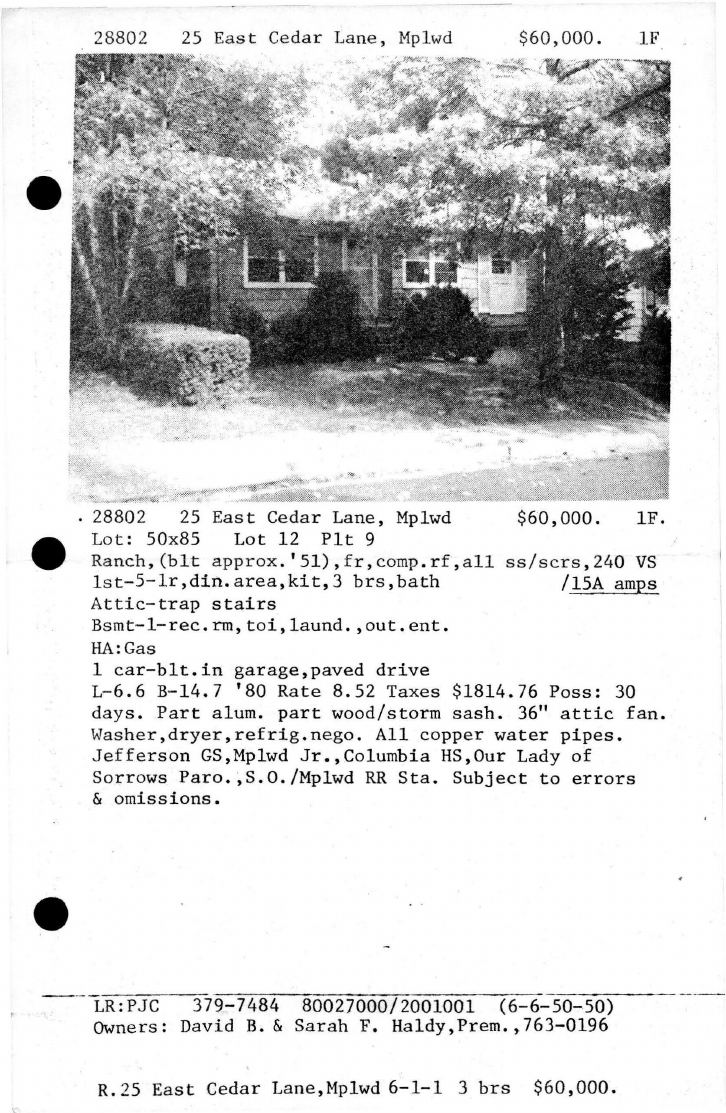 28802 25 East Cedar Lane, Mplwd $60,000. 1F
. 28802 25 East Cedar Lane, Mplwd $60,000. 1F.
Lot: 50x85 Lot 12 Plt 9
Ranch,(blt approx.'51),fr,comp.rf,all ss/scrs,240 VS
1st-5-lr,din.area,kit,3 brs,bath /15A amps
Attic-trap stairs
Bsmt-1-rec.rm,toi,laund.,out.ent.
HA:Gas
1 car-blt.in garage,paved drive
L-6.6 B-14.7 '80 Rate 8.52 Taxes $1814.76 Poss: 30
days. Part alum. part wood/storm sash. 36" attic fan.
Washer,dryer,refrig.nego. All copper water pipes.
Jefferson GS,Mplwd Jr.,Columbia HS,Our Lady of
Sorrows Paro.,S.O./Mplwd RR Sta. Subject to errors
& omissions.
LR:PJC 379-7484 80027000/2001001 (6-6-50-50)
Owners: David B. & Sarah F. Haldy,Prem.,763-0196
R.25 East Cedar Lane,Mplwd 6-1-1 3 brs $60,000.